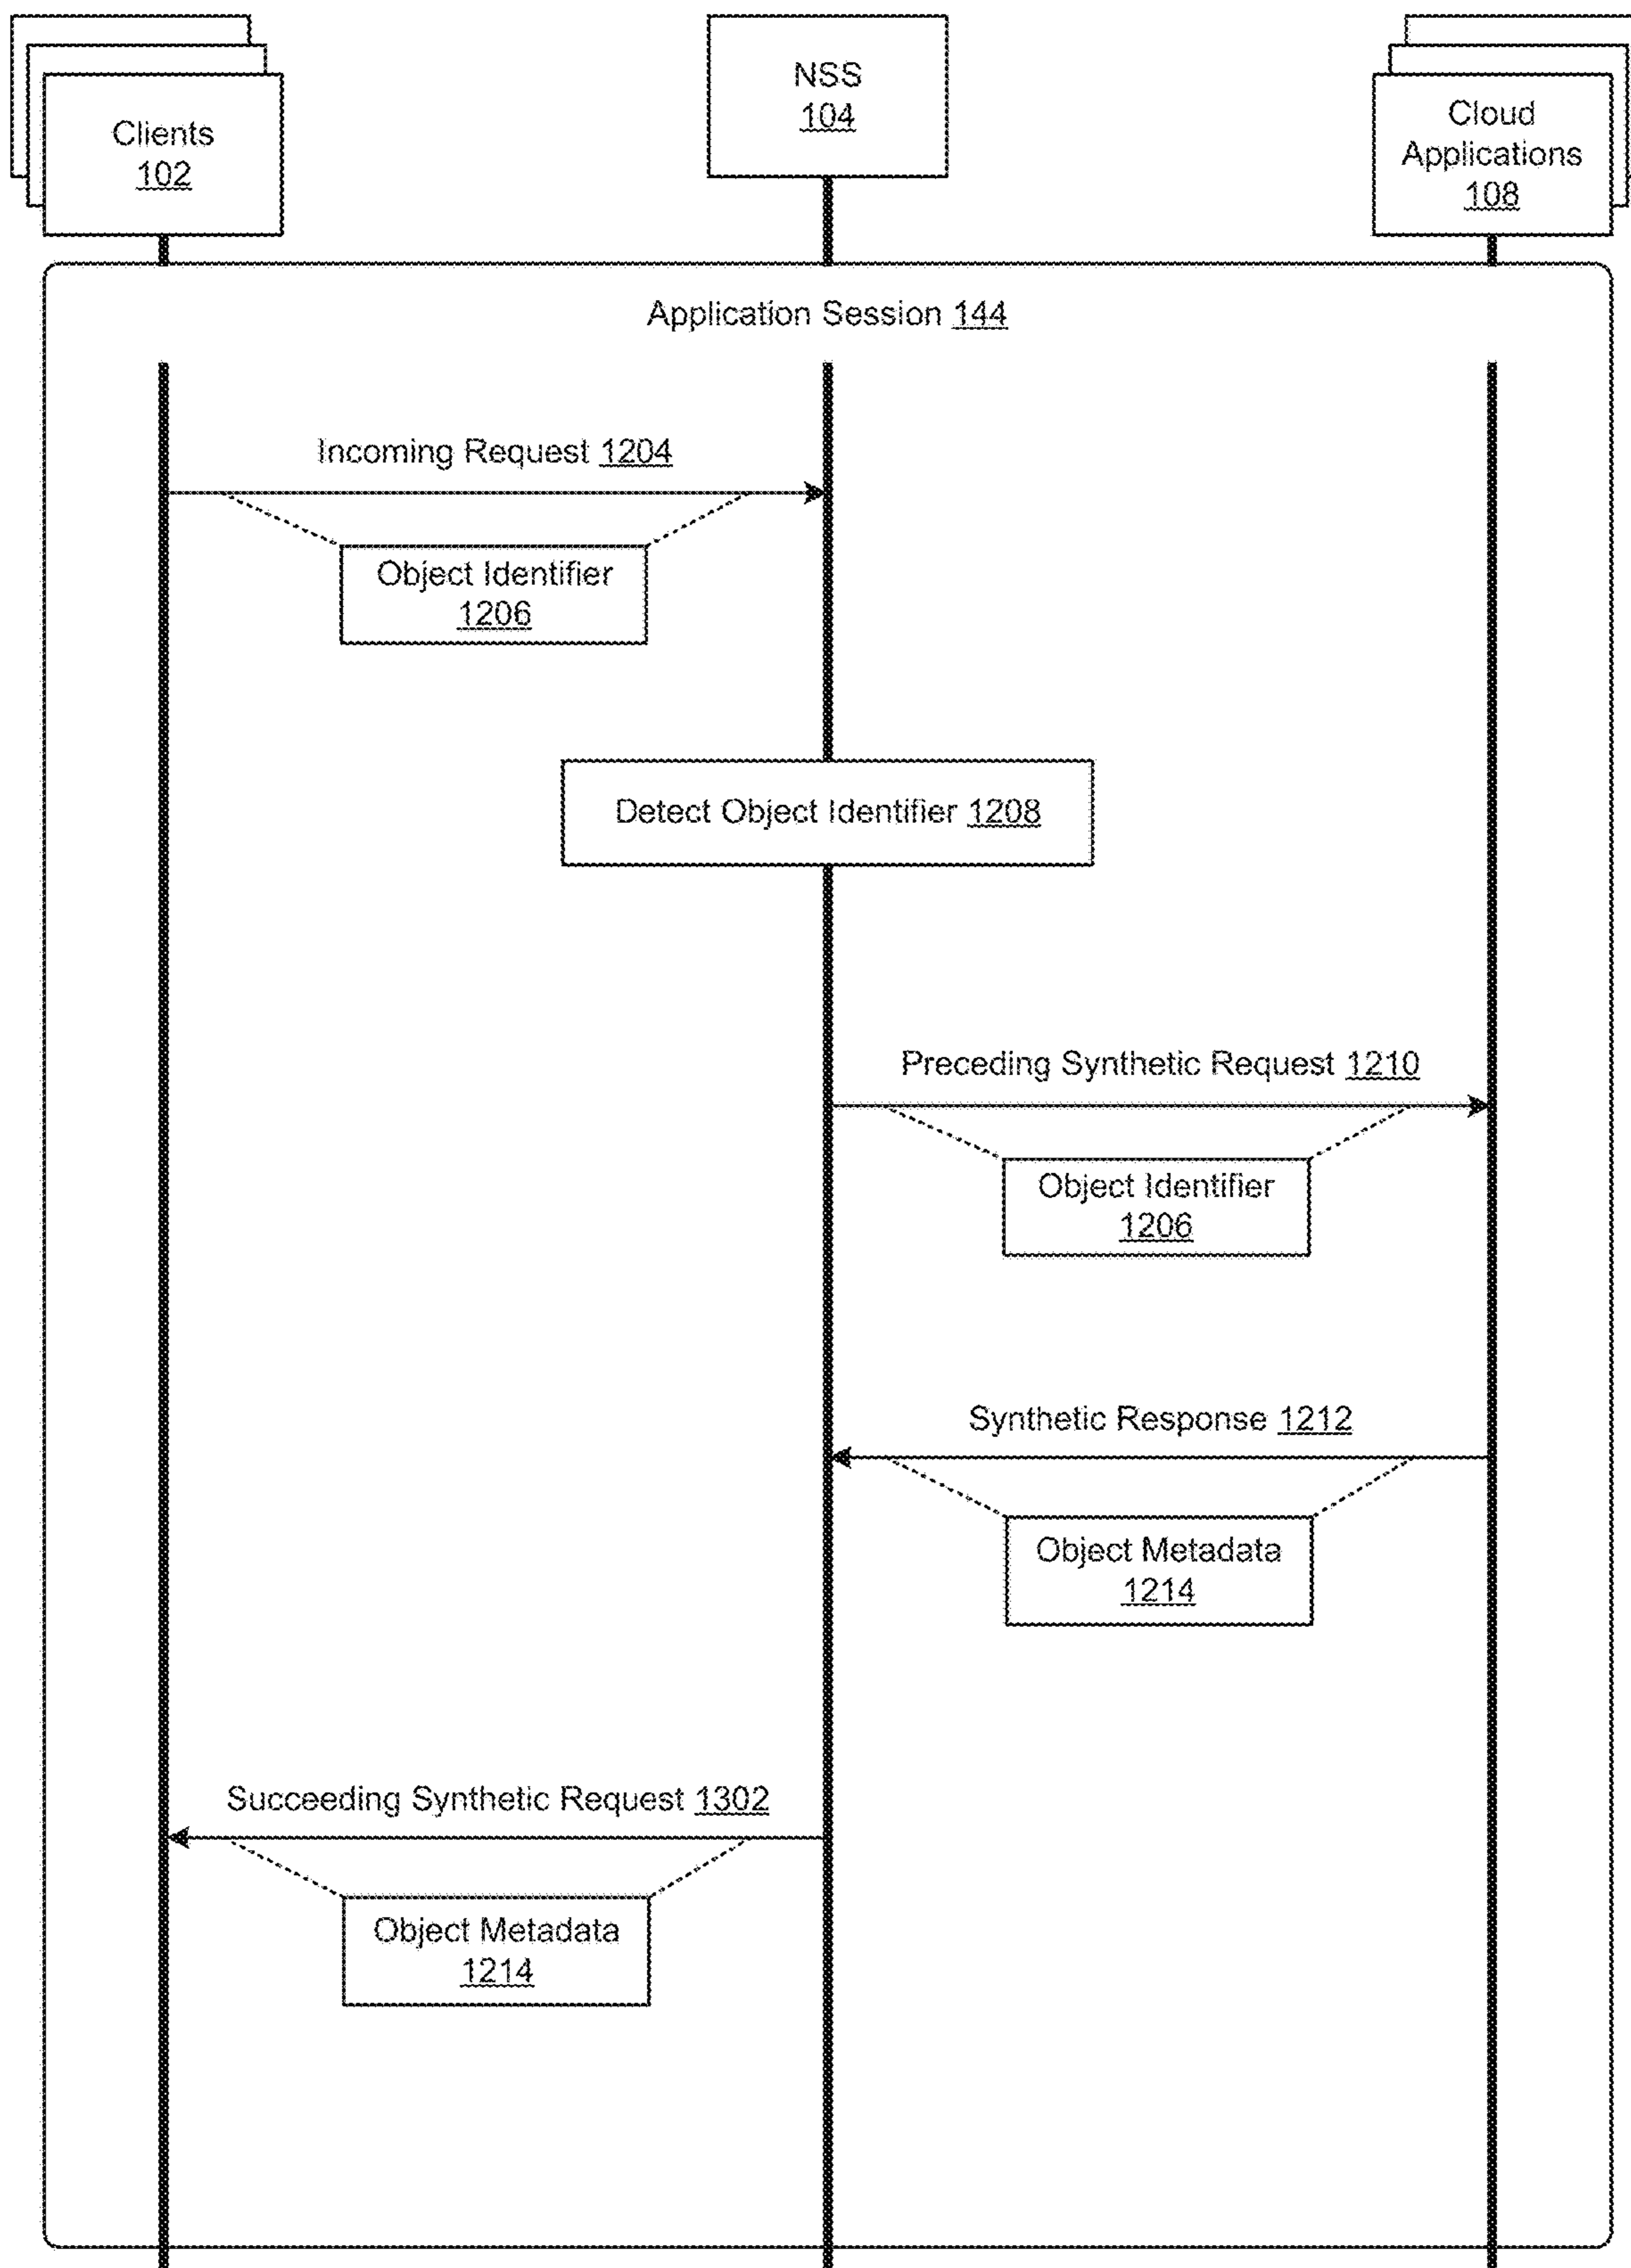 Clients
102
NSS
104
Cloud
Applications
108
Application Session 144
Incoming Request 1204
Object Identifier
1206
Detect Object Identifier 1208
Preceding Synthetic Request 1210
Object Identifier
1206
Synthetic Response 1212
Object Metadata
1214
Succeeding Synthetic Request 1302
Object Metadata
1214